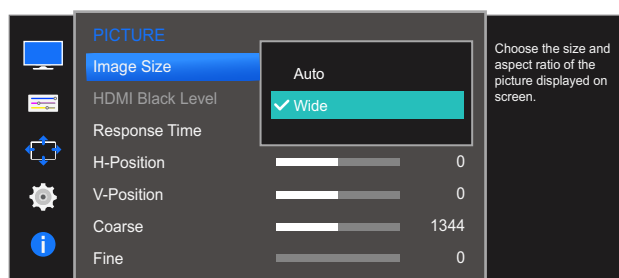 PICTURE
Image Size
HDMI Black Level
Response Time
H-Position 0
V-Position 0
Coarse 1344
Fine 0
Auto
Wide
Choose the size and
aspect ratio of the
picture displayed on
screen.